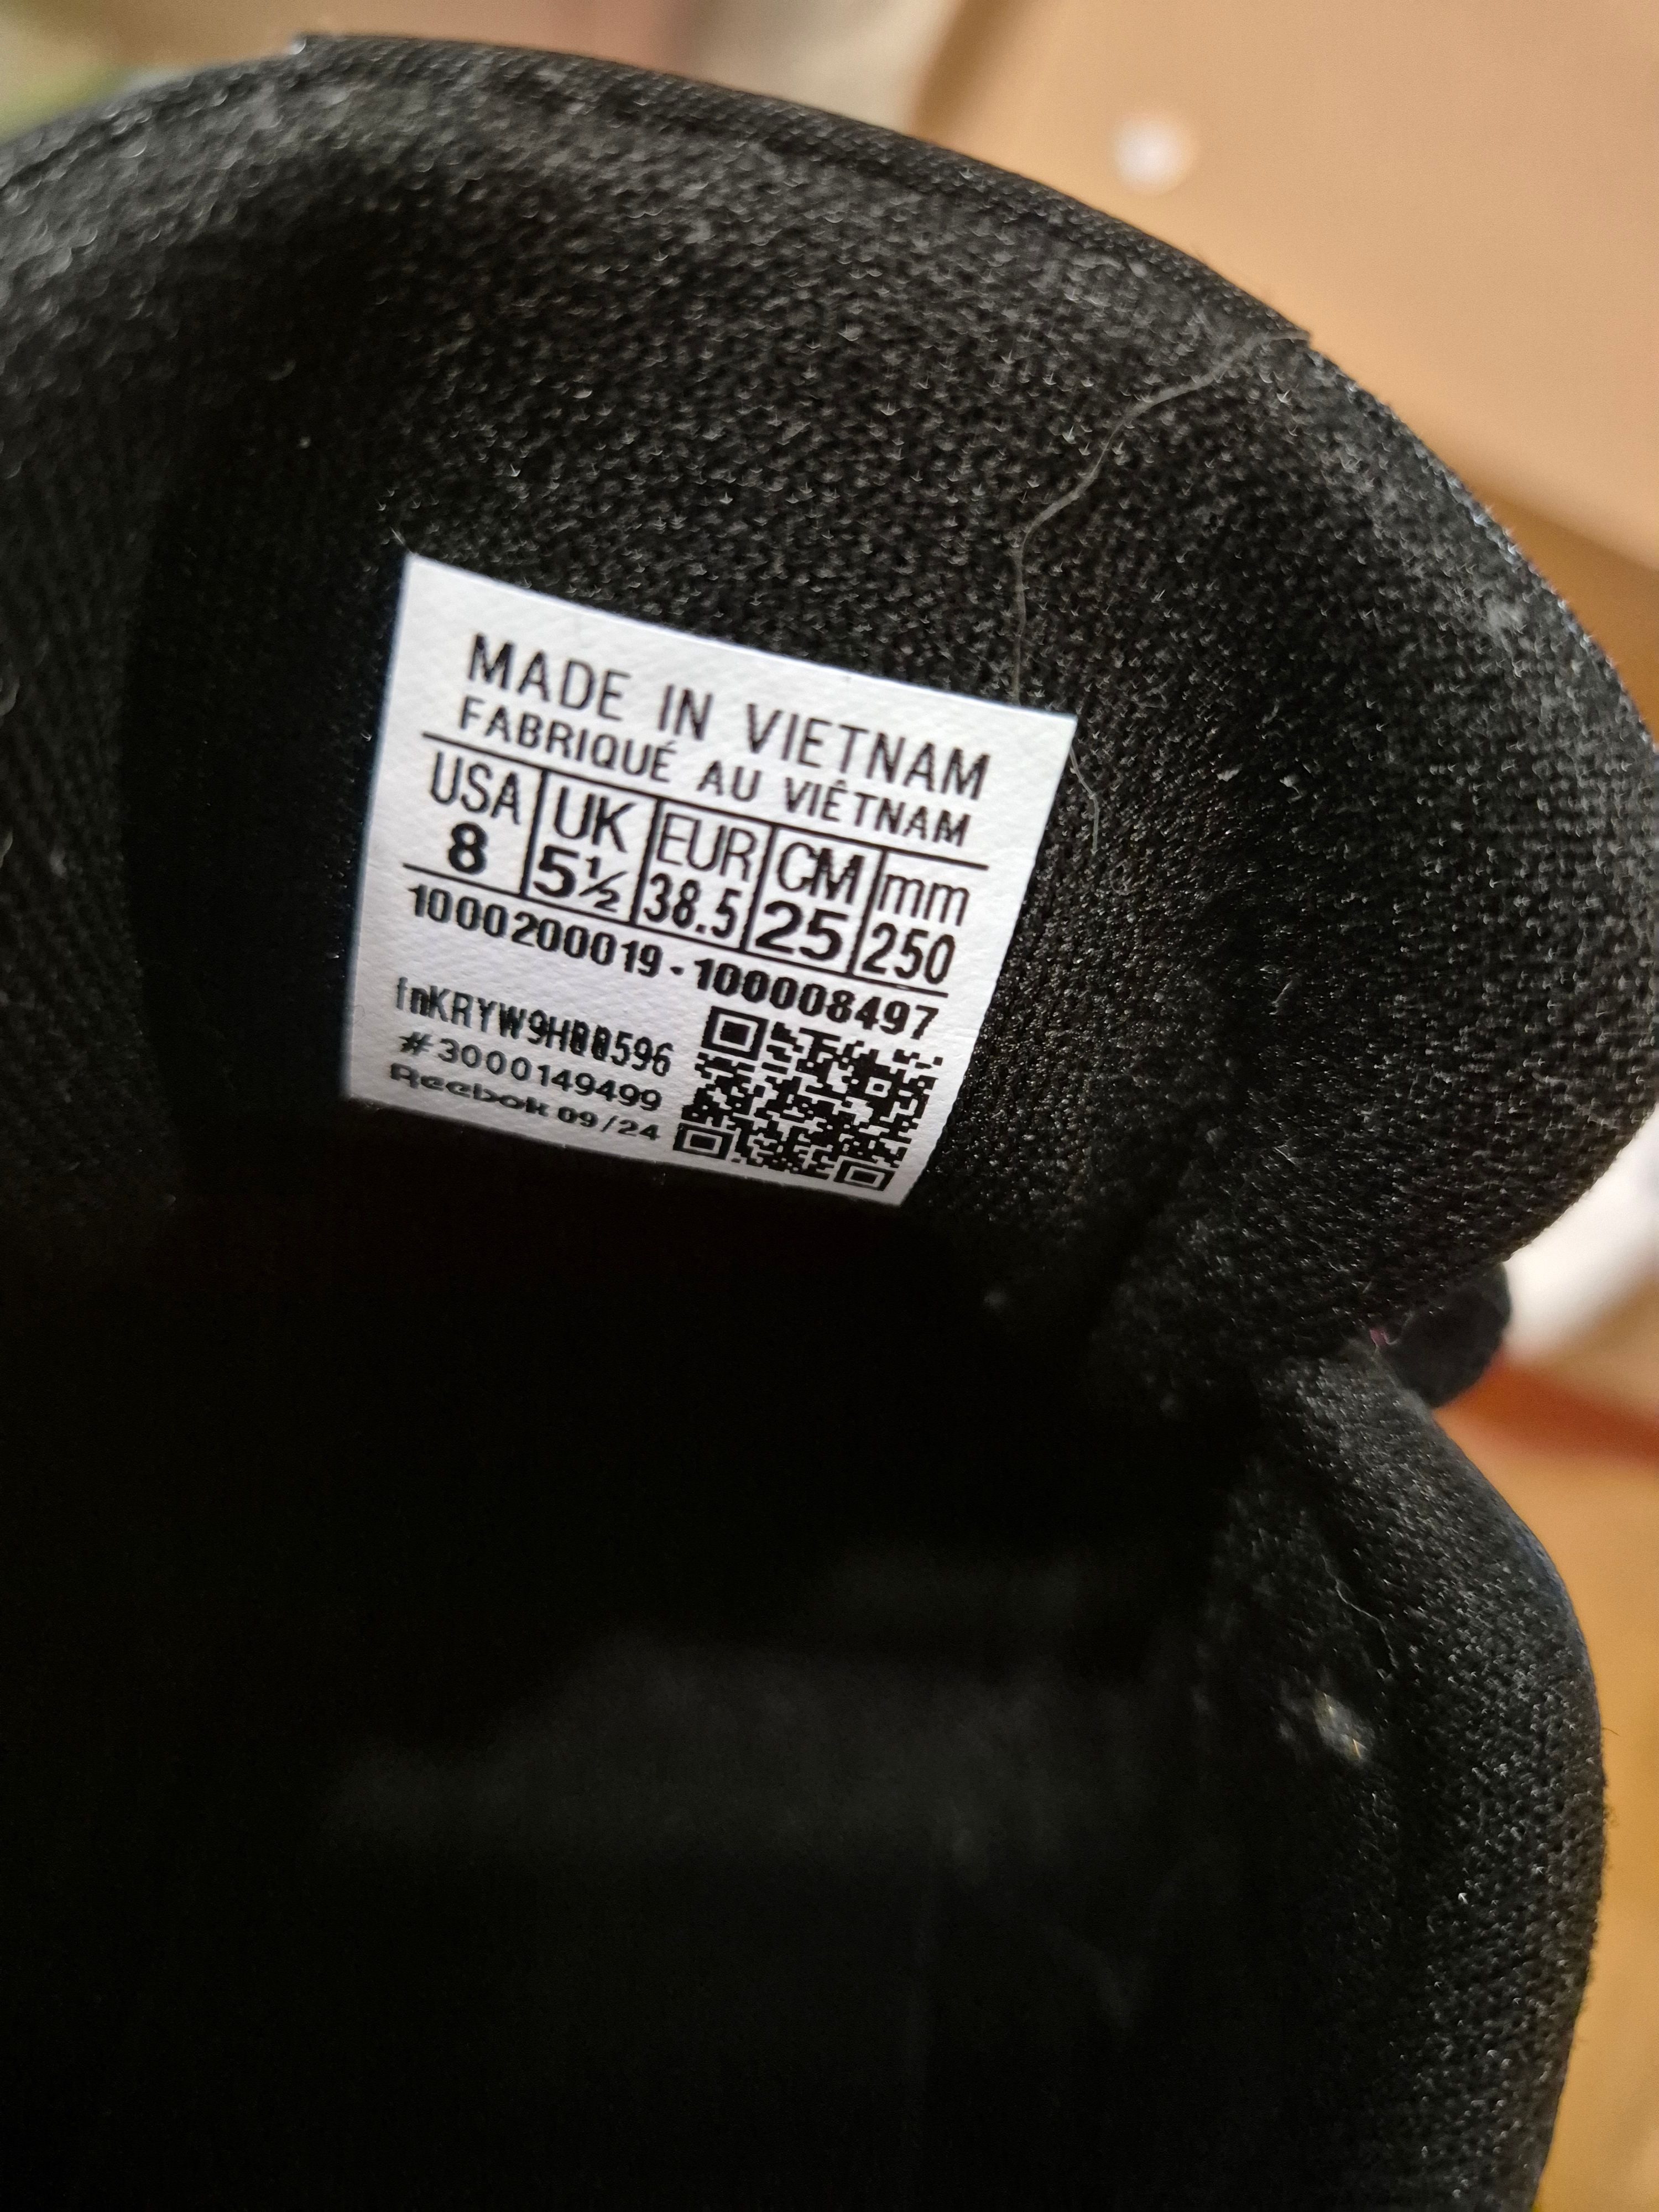 MADE IN VIETNAM
FABRIQUÉ AU VIÊTNAM
USA UK EUR CM mm
8 5½ 38.5 25 250
1000200019 - 100008497
#3000149499
Reebok 09/24